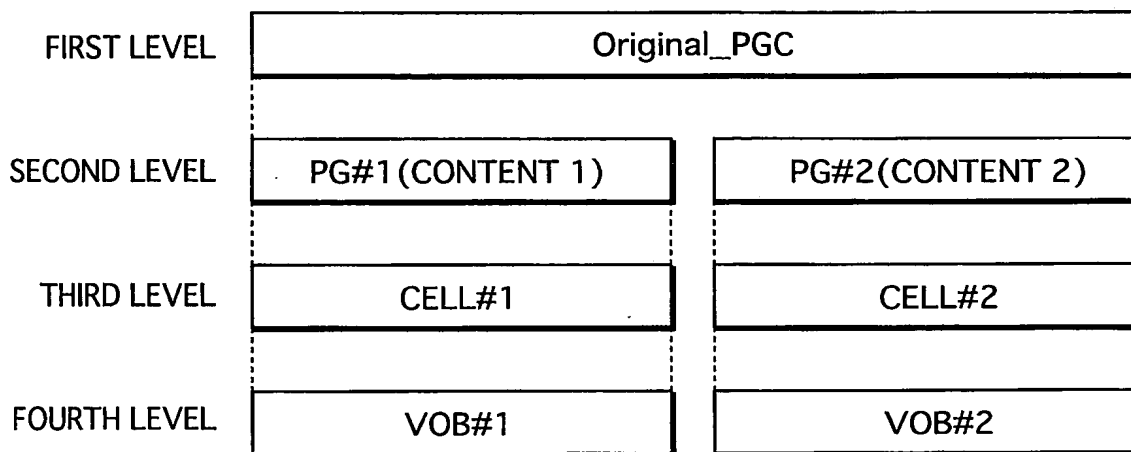 FIRST LEVEL Original_PGC
SECOND LEVEL PG#1(CONTENT 1) PG#2(CONTENT 2)
THIRD LEVEL CELL#1 CELL#2
FOURTH LEVEL VOB#1 VOB#2